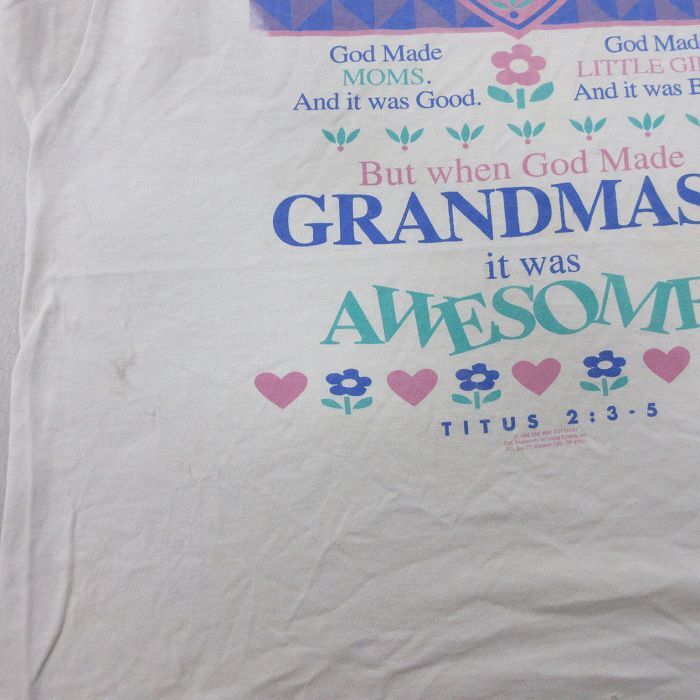 God Made
MOMS.
And it was Good.
God Mad
LITTLE GI
And it was B
But when God Made
GRANDMAS
it was
AWESOME
TITUS 2:3-5